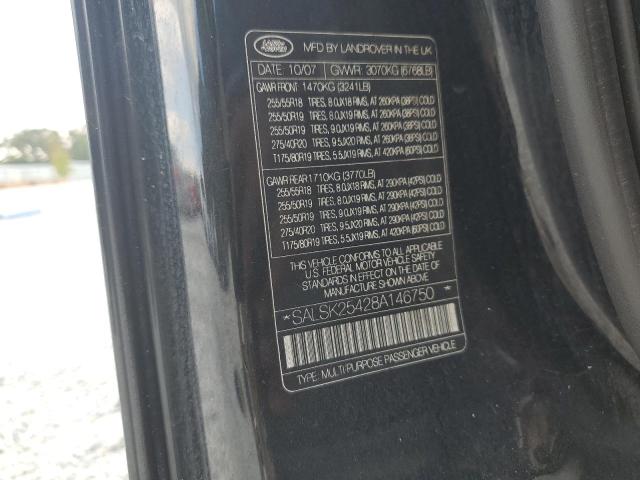 LAND ROVER
MFD BY LANDROVER IN THE UK
DATE 10/07 GVWR: 3070KG (6768LB)
GAWR FRONT 1470KG (3241LB)
255/55R18 TIRES, 8.0JX18 RIMS, AT 260KPA (38PSI) COLD
255/50R19 TIRES, 8.0JX19 RIMS, AT 260KPA (38PSI) COLD
255/50R19 TIRES, 9.0JX19 RIMS, AT 260KPA (38PSI) COLD
275/40R20 TIRES, 9.5JX20 RIMS, AT 260KPA (38PSI) COLD
T175/80R19 TIRES, 5.5JX19 RIMS, AT 420KPA (60PSI) COLD
GAWR REAR 1710KG (3770LB)
255/55R18 TIRES, 8.0JX18 RIMS, AT 290KPA (42PSI) COLD
255/50R19 TIRES, 8.0JX19 RIMS, AT 290KPA (42PSI) COLD
255/50R19 TIRES, 9.0JX19 RIMS, AT 290KPA (42PSI) COLD
275/40R20 TIRES, 9.5JX20 RIMS, AT 290KPA (42PSI) COLD
T175/80R19 TIRES, 5.5JX19 RIMS, AT 420KPA (60PSI) COLD
THIS VEHICLE CONFORMS TO ALL APPLICABLE
U.S. FEDERAL MOTOR VEHICLE SAFETY
STANDARDS IN EFFECT ON THE DATE OF
MANUFACTURE SHOWN ABOVE.
* SALSK25428A146750 *
TYPE: MULTI/PURPOSE PASSENGER VEHICLE